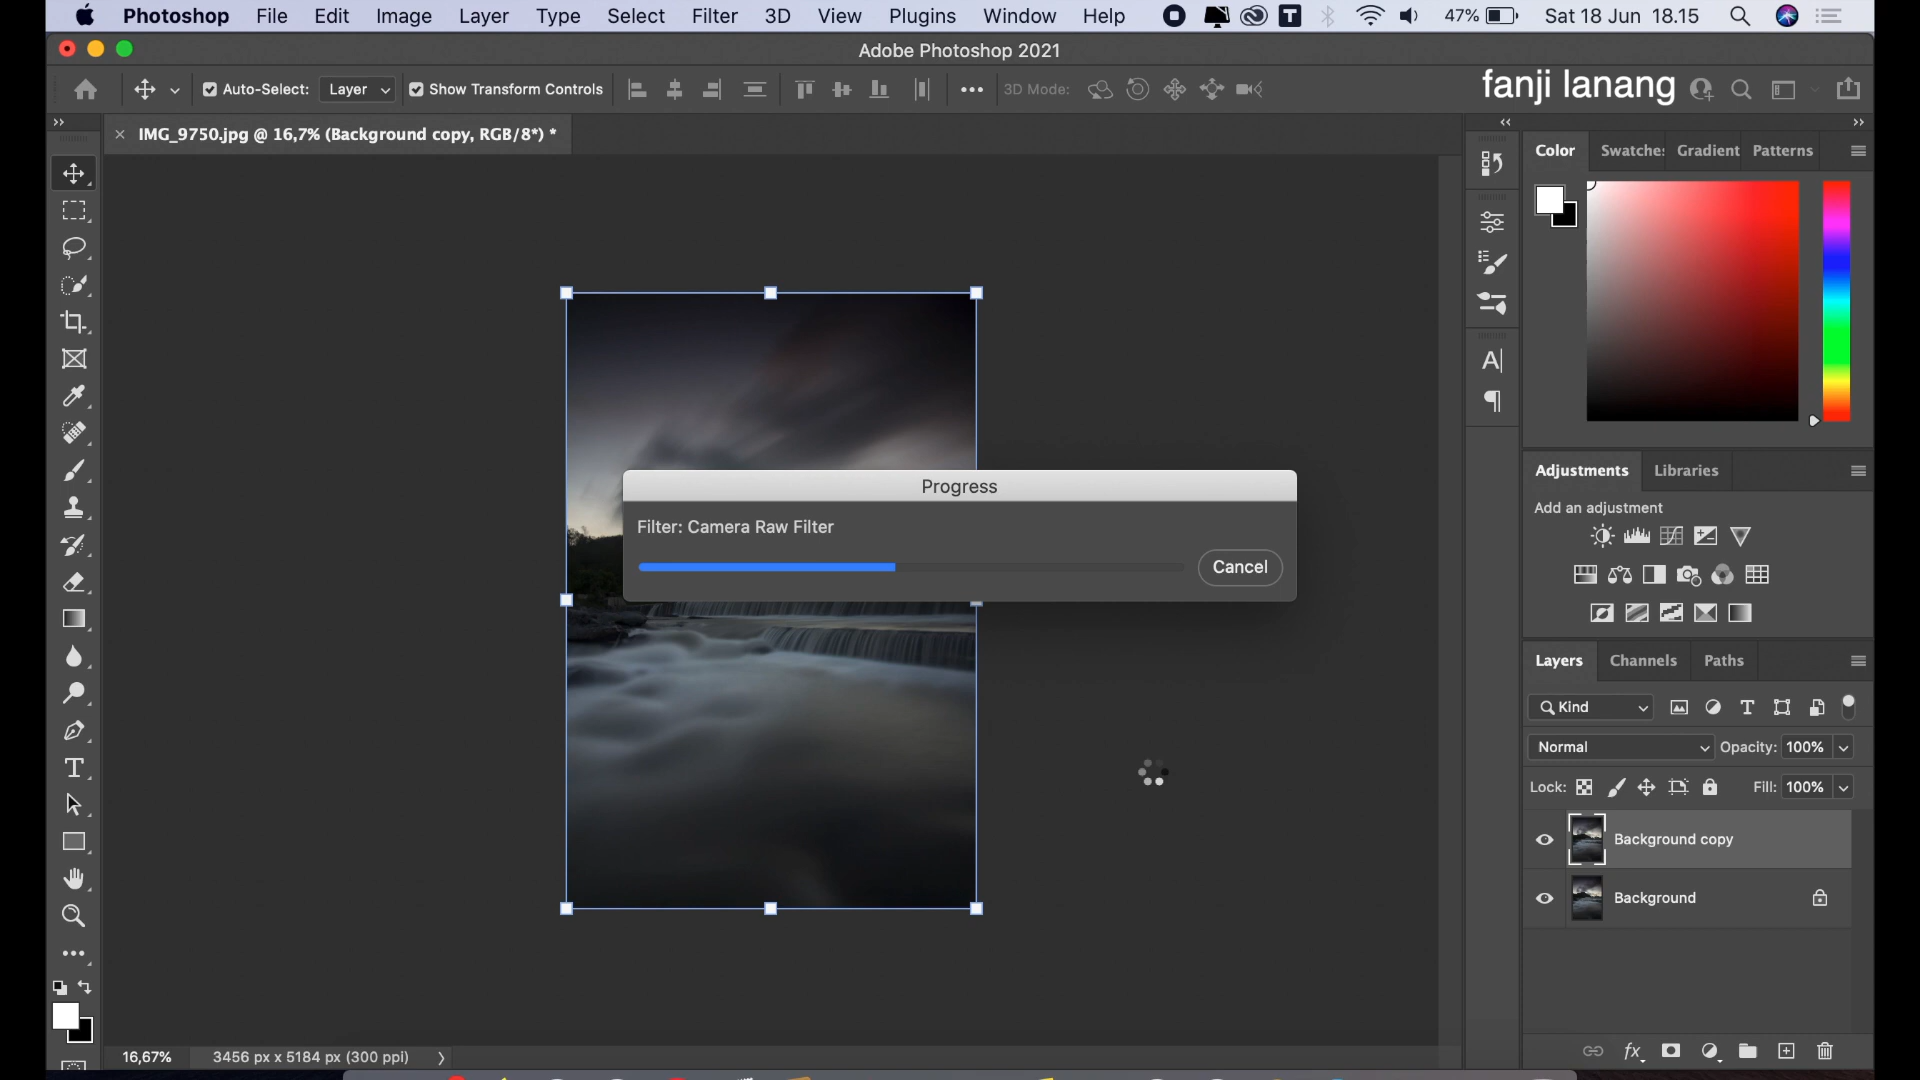 Photoshop File Edit Image Layer Type Select Filter 3D View Plugins Window Help T 47% Sat 18 Jun 18.15
Adobe Photoshop 2021
Auto-Select: Layer Show Transform Controls 3D Mode: fanji lanang
IMG_9750.jpg @ 16,7% (Background copy, RGB/8*) *
Color Swatches Gradient Patterns
Progress
Filter: Camera Raw Filter
Cancel
Adjustments Libraries
Add an adjustment
Layers Channels Paths
Kind
Normal Opacity: 100%
Lock: Fill: 100%
Background copy
Background
16,67% 3456 px x 5184 px (300 ppi)
fx